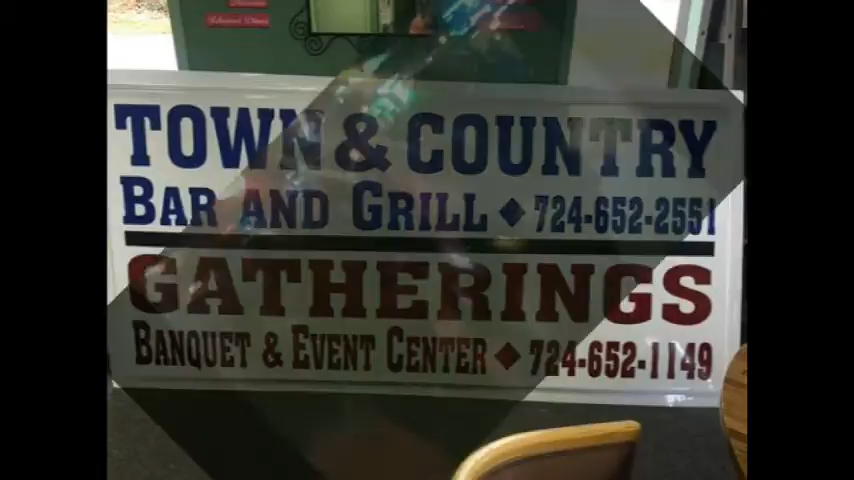 TOWN & COUNTRY
BAR AND GRILL ◆ 724-652-2551
GATHERINGS
BANQUET & EVENT CENTER ◆ 724-652-1149